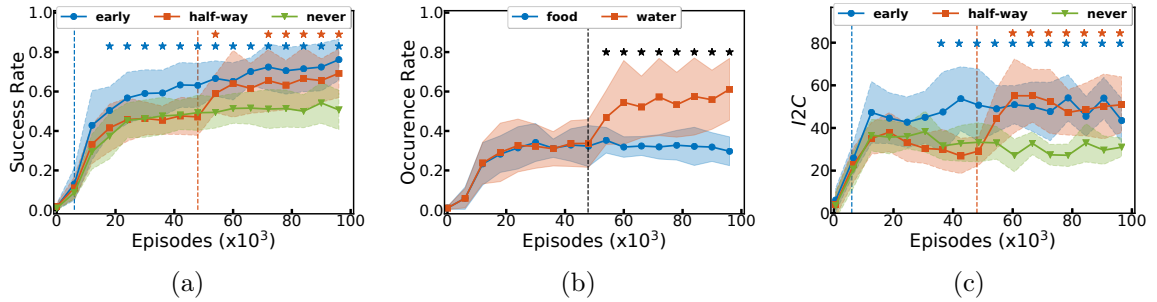 early half-way never
Success Rate
1.0
0.8
0.6
0.4
0.2
0.0
0 20 40 60 80 100
Episodes (x10³)
(a)
food water
Occurence Rate
1.0
0.8
0.6
0.4
0.2
0.0
0 20 40 60 80 100
Episodes (x10³)
(b)
early half-way never
I2C
80
60
40
20
0
0 20 40 60 80 100
Episodes (x10³)
(c)